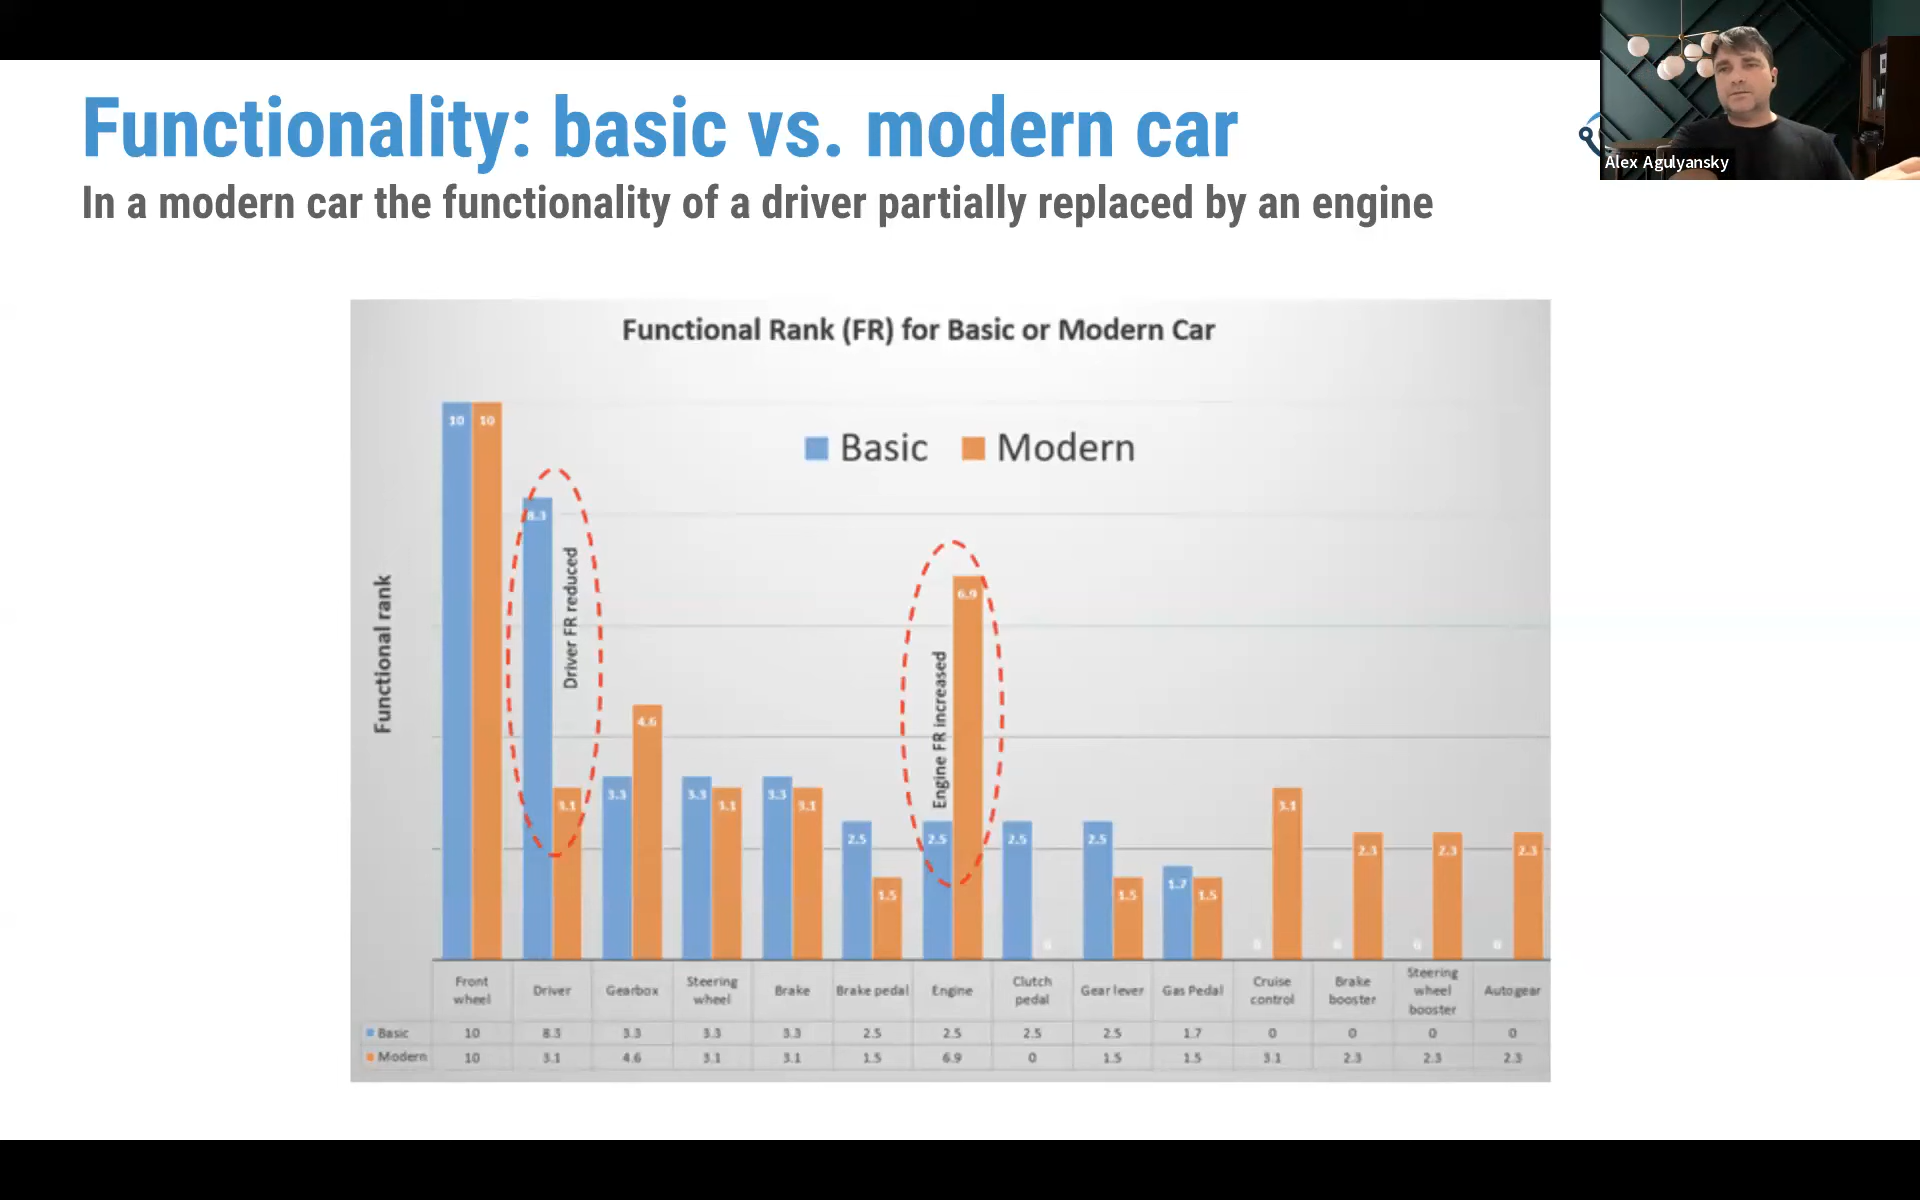 Functionality: basic vs. modern car
In a modern car the functionality of a driver partially replaced by an engine
Alex Agulyansky
Functional Rank (FR) for Basic or Modern Car
Basic Modern
Functional rank
10 10
8.3
3.1
Driver FR reduced
3.3
4.6
3.3
3.1
3.3
3.1
2.5
1.5
2.5
6.9
Engine FR increased
2.5
0
2.5
1.5
1.7
1.5
0
3.1
0
2.3
0
2.3
0
2.3
Front wheel Driver Gearbox Steering wheel Brake Brake pedal Engine Clutch pedal Gear lever Gas Pedal Cruise control Brake booster Steering wheel booster Autogear
Basic 10 8.3 3.3 3.3 3.3 2.5 2.5 2.5 2.5 1.7 0 0 0 0
Modern 10 3.1 4.6 3.1 3.1 1.5 6.9 0 1.5 1.5 3.1 2.3 2.3 2.3